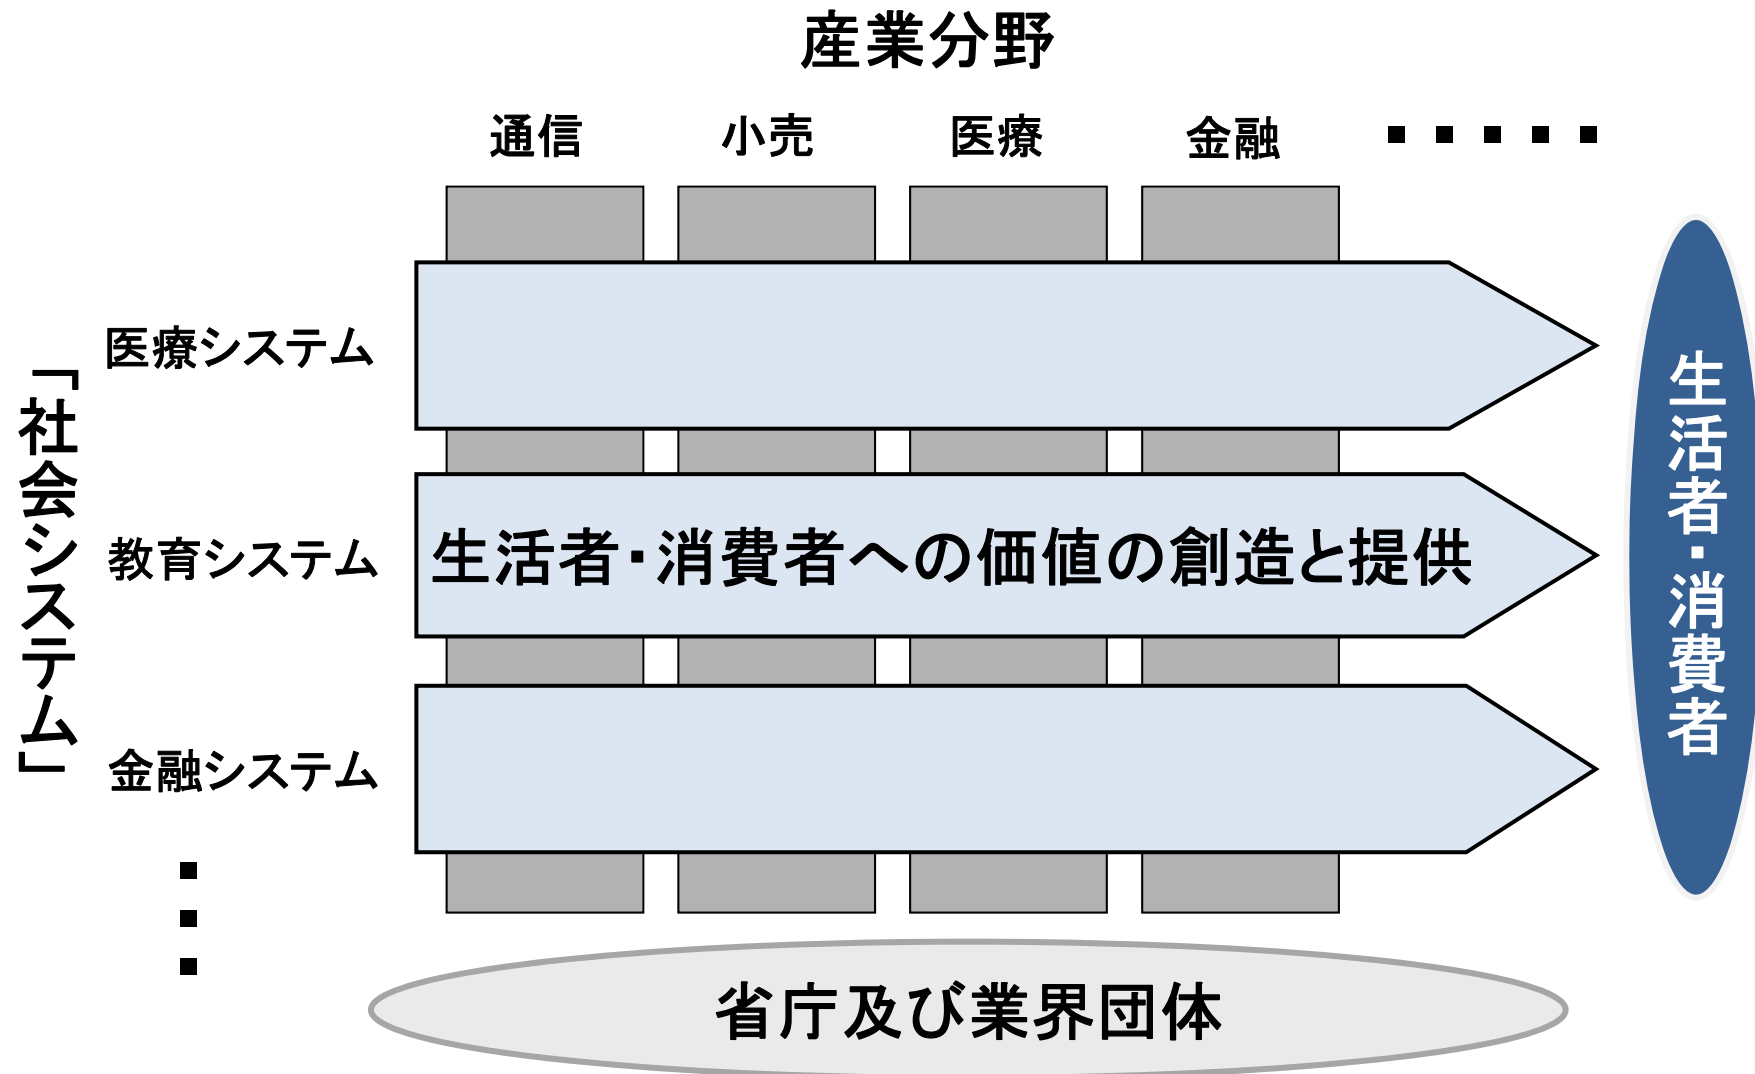 産業分野
通信
小売
医療
金融
・・・・・
「社会システム」
医療システム
教育システム
金融システム
・・・
生活者・消費者への価値の創造と提供
生活者・消費者
省庁及び業界団体